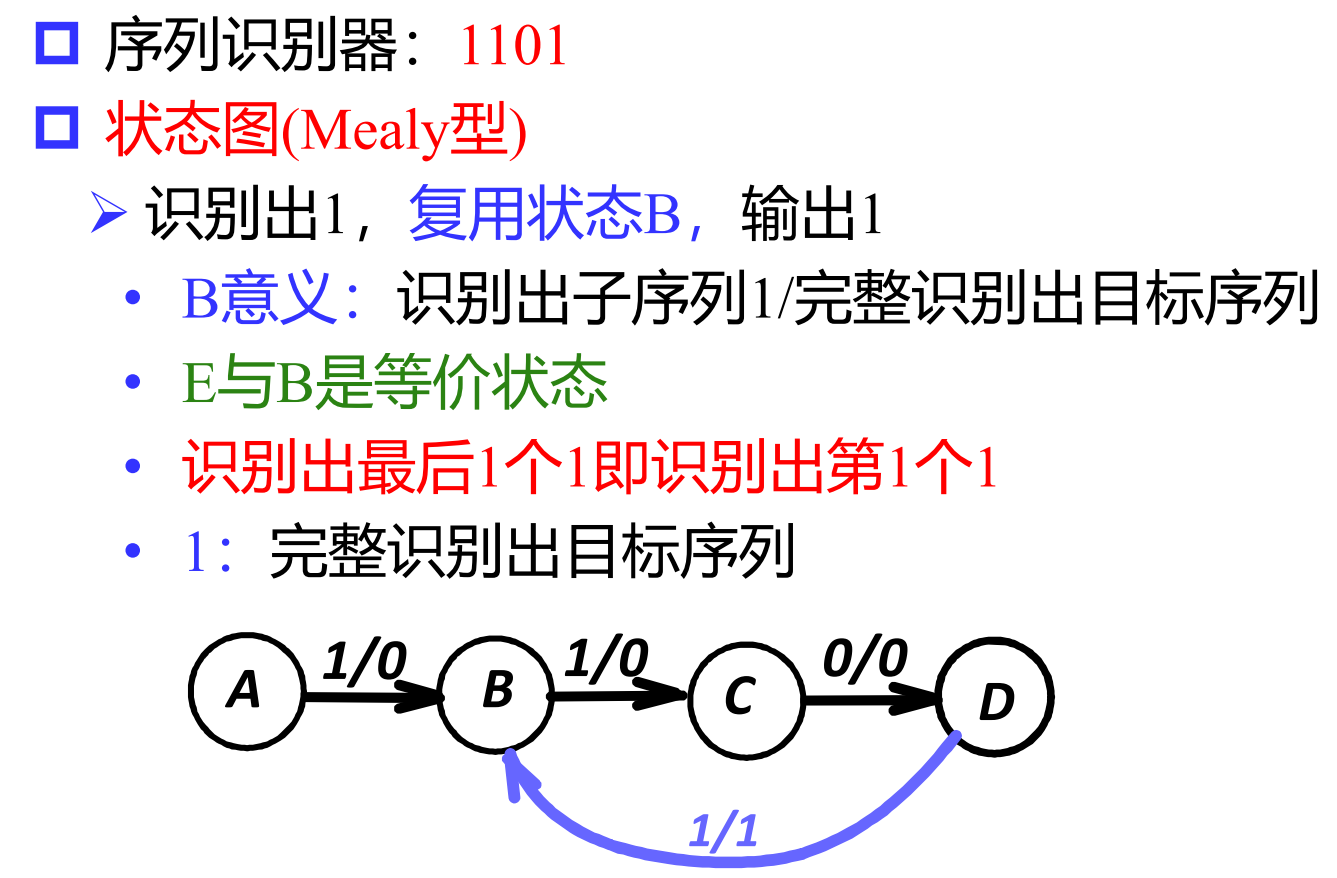 序列识别器：1101
状态图(Mealy型)
识别出1，复用状态B，输出1
B意义：识别出子序列1/完整识别出目标序列
E与B是等价状态
识别出最后1个1即识别出第1个1
1：完整识别出目标序列
A 1/0 B 1/0 C 0/0 D
1/1